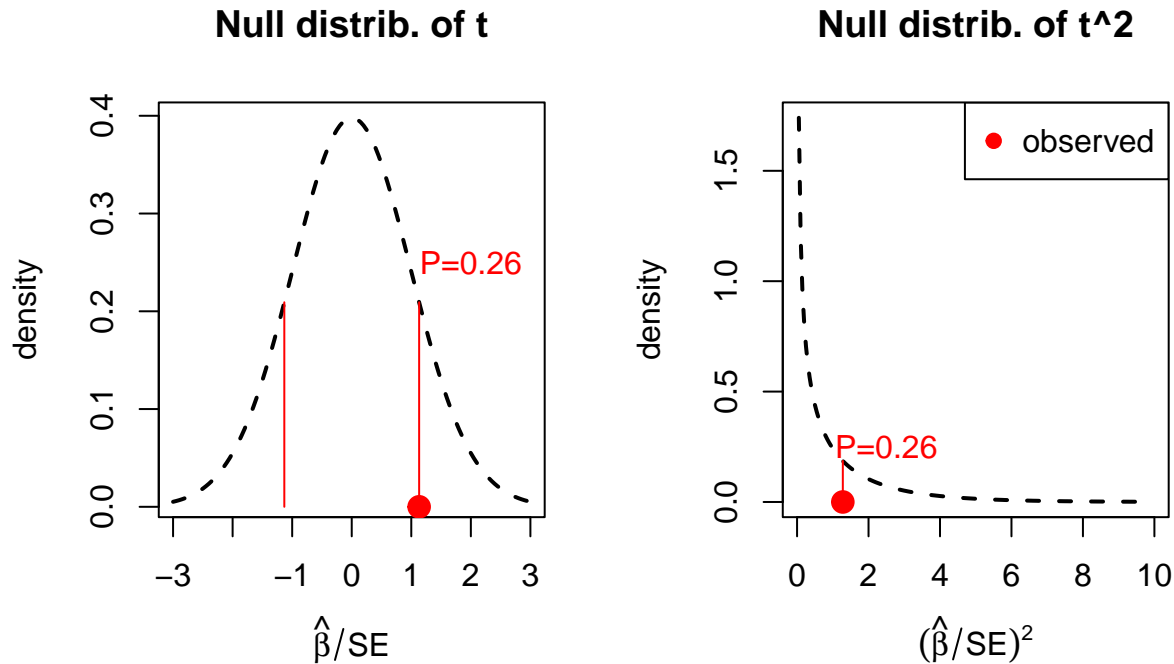 Null distrib. of t
density
0.0
0.1
0.2
0.3
0.4
P=0.26
−3
−1
0
1
2
3
β̂/SE
Null distrib. of t^2
density
0.0
0.5
1.0
1.5
observed
P=0.26
0
2
4
6
8
10
(β̂/SE)²